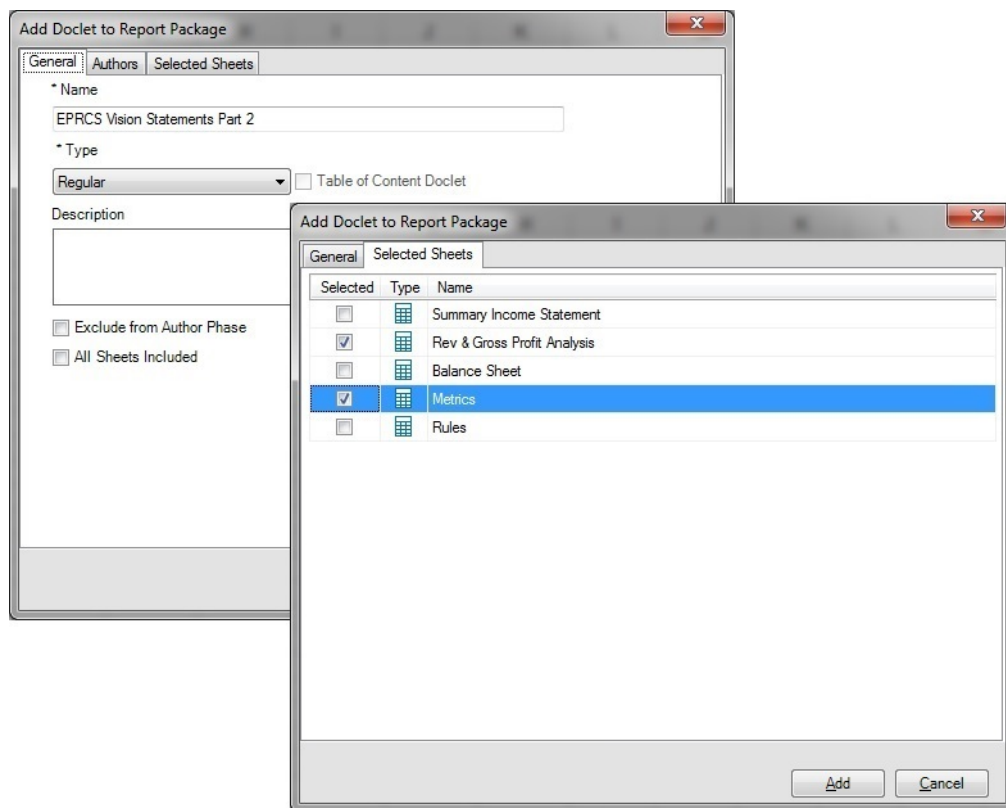 Add Doclet to Report Package
General Authors Selected Sheets
* Name
EPRCS Vision Statements Part 2
* Type
Regular Table of Content Doclet
Description
Exclude from Author Phase
All Sheets Included
Add Doclet to Report Package
General Selected Sheets
Selected Type Name
Summary Income Statement
Rev & Gross Profit Analysis
Balance Sheet
Metrics
Rules
Add Cancel